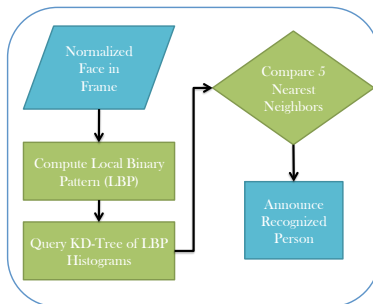 Normalized
Face in
Frame
Compute Local Binary
Pattern (LBP)
Query KD-Tree of LBP
Histograms
Compare 5
Nearest
Neighbors
Announce
Recognized
Person